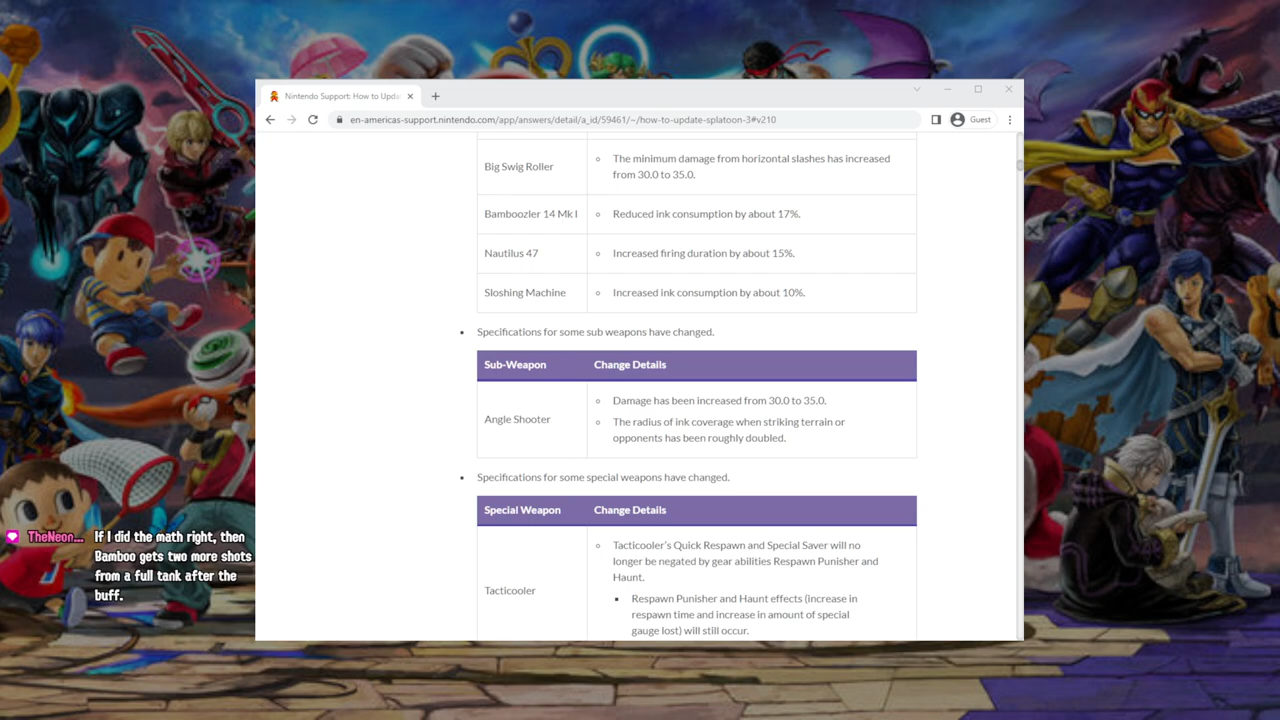 Nintendo Support: How to Upda
en-americas-support.nintendo.com/app/answers/detail/a_id/59461/~/how-to-update-splatoon-3#v210
Guest
Big Swig Roller
The minimum damage from horizontal slashes has increased
from 30.0 to 35.0.
Bamboozler 14 Mk I
Reduced ink consumption by about 17%.
Nautilus 47
Increased firing duration by about 15%.
Sloshing Machine
Increased ink consumption by about 10%.
Specifications for some sub weapons have changed.
Sub-Weapon Change Details
Angle Shooter
Damage has been increased from 30.0 to 35.0.
The radius of ink coverage when striking terrain or
opponents has been roughly doubled.
Specifications for some special weapons have changed.
Special Weapon Change Details
Tacticooler
Tacticooler's Quick Respawn and Special Saver will no
longer be negated by gear abilities Respawn Punisher and
Haunt.
Respawn Punisher and Haunt effects (increase in
respawn time and increase in amount of special
gauge lost) will still occur.
TheNeon... If I did the math right, then
Bamboo gets two more shots
from a full tank after the
buff.